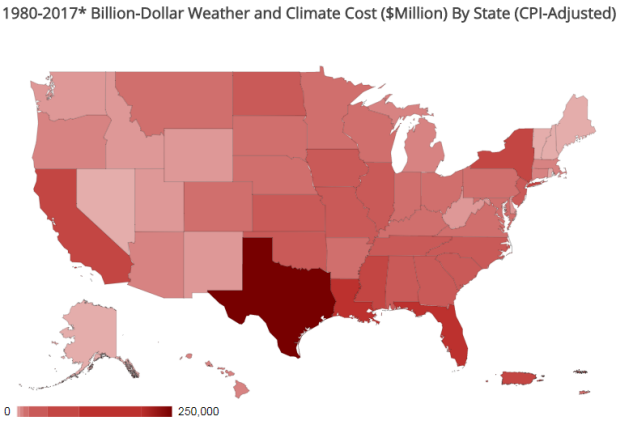 1980-2017* Billion-Dollar Weather and Climate Cost ($Million) By State (CPI-Adjusted)
0 250,000